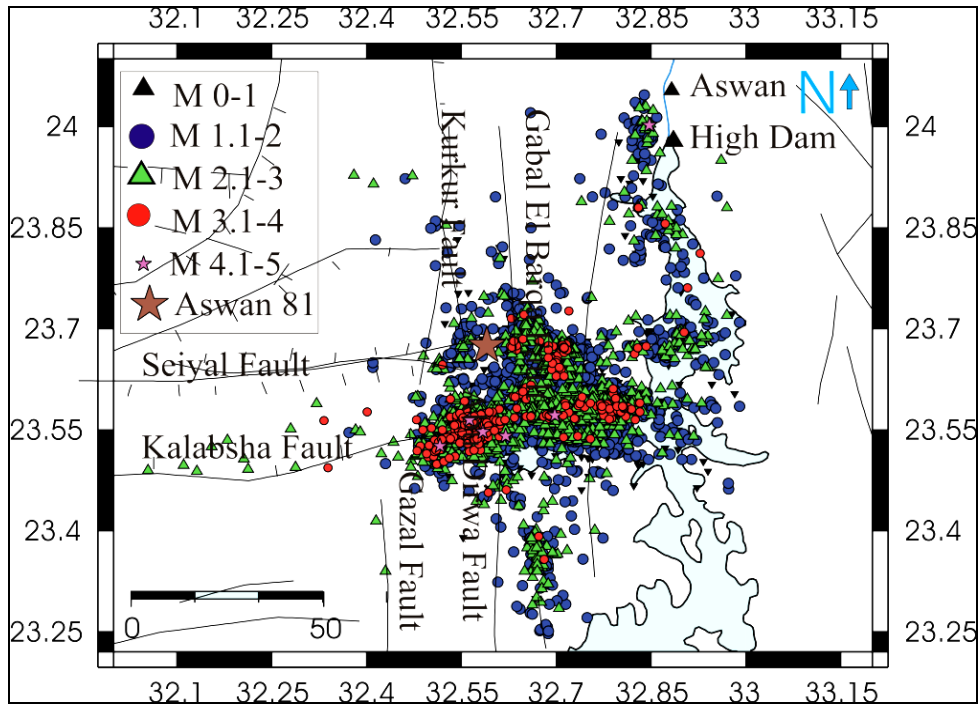 32.1 32.25 32.4 32.55 32.7 32.85 33 33.15
M 0-1
M 1.1-2
M 2.1-3
M 3.1-4
M 4.1-5
Aswan 81
Aswan
N
High Dam
Kurkur Fault
Gabal El Barq
Seiyal Fault
Kalabsha Fault
Gazal Fault
Fault
24
23.85
23.7
23.55
23.4
23.25
24
23.85
23.7
23.55
23.4
23.25
0 50
32.1 32.25 32.4 32.55 32.7 32.85 33 33.15